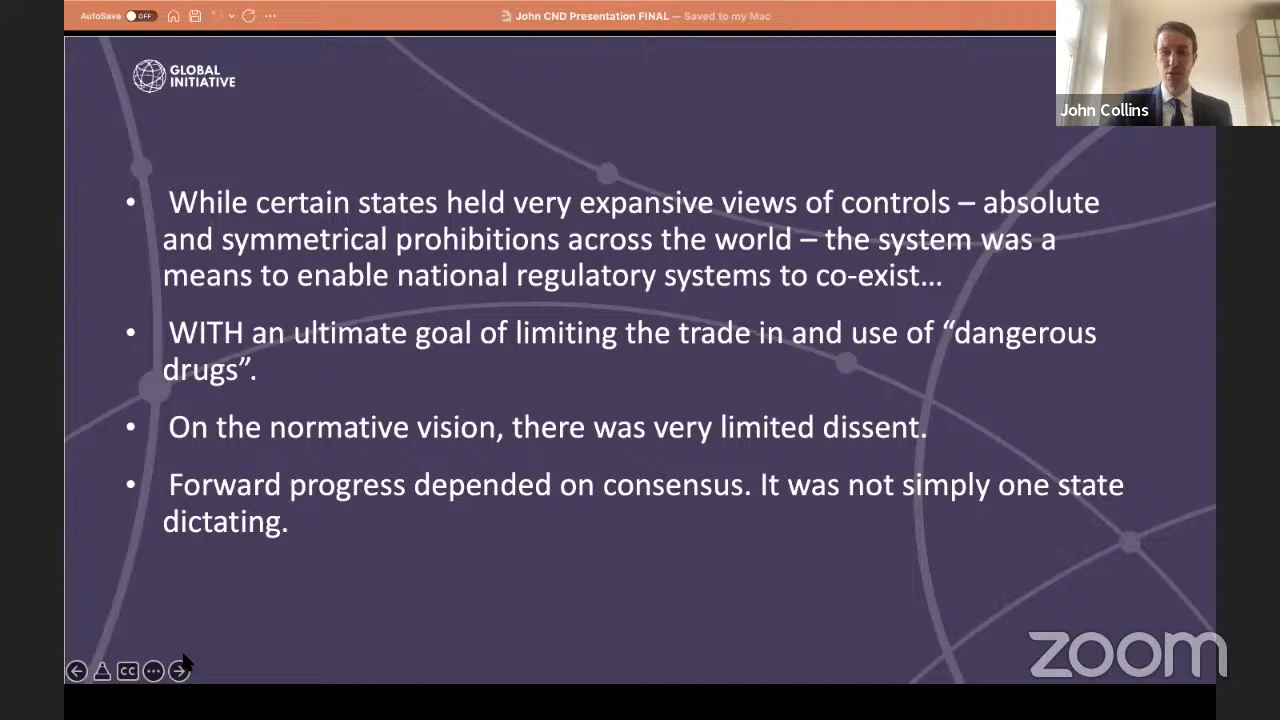 AutoSave OFF
John CND Presentation FINAL — Saved to my Mac
John Collins
GLOBAL
INITIATIVE
• While certain states held very expansive views of controls – absolute
and symmetrical prohibitions across the world – the system was a
means to enable national regulatory systems to co-exist…
• WITH an ultimate goal of limiting the trade in and use of “dangerous
drugs”.
• On the normative vision, there was very limited dissent.
• Forward progress depended on consensus. It was not simply one state
dictating.
CC
zoom